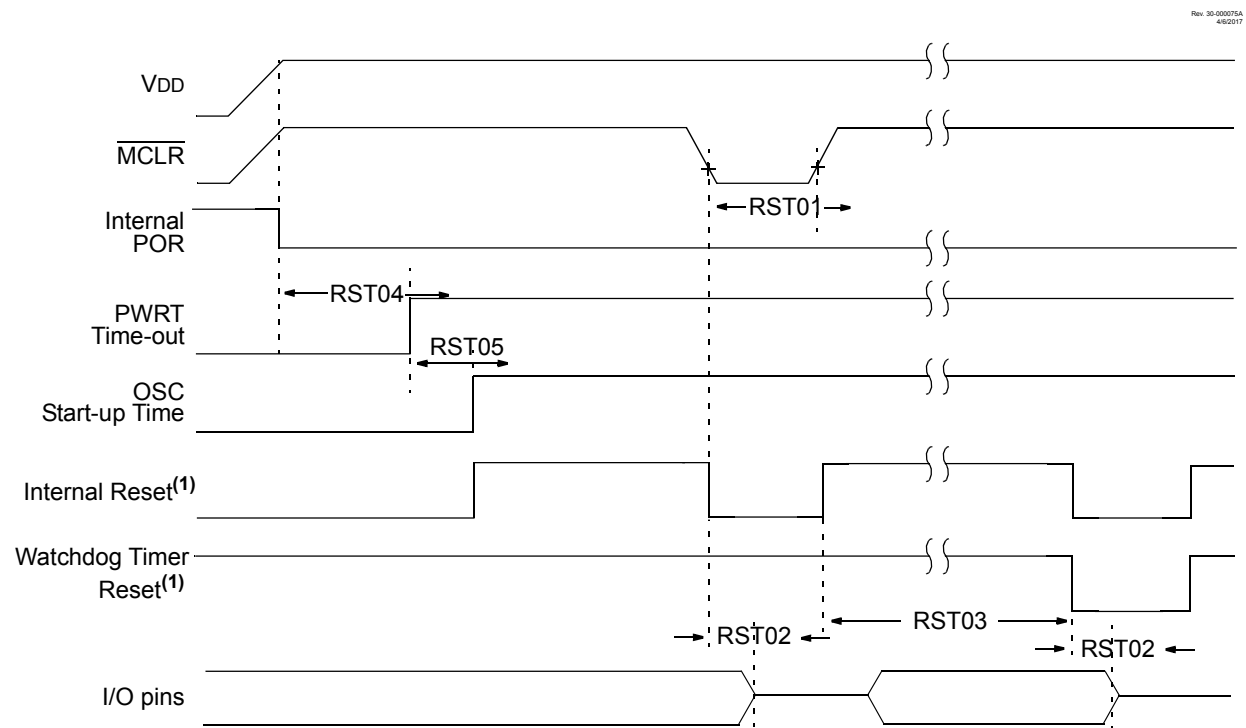 Rev. 30-000075A
4/6/2017
VDD
MCLR
RST01
Internal
POR
RST04
PWRT
Time-out
RST05
OSC
Start-up Time
Internal Reset(1)
Watchdog Timer
Reset(1)
RST03
RST02
RST02
I/O pins